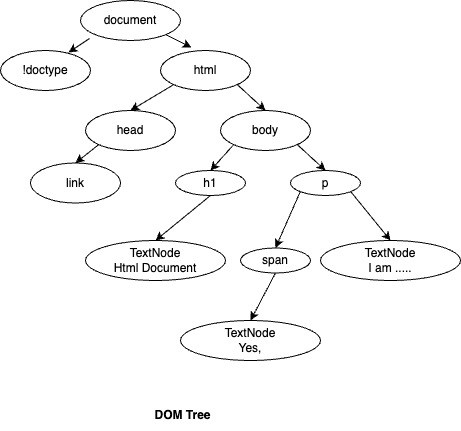 document
!doctype
html
head
body
link
h1
p
TextNode
Html Document
span
TextNode
I am .....
TextNode
Yes,
DOM Tree